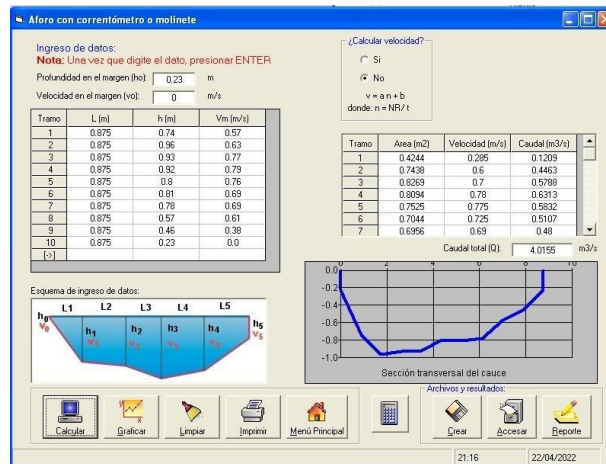 Aforo con correntómetro o molinete
Ingreso de datos:
Nota: Una vez que digite el dato, presionar ENTER
Profundidad en el margen (ho): 0.23 m
Velocidad en el margen (vo): 0 m/s
Tramo L (m) h (m) Vm (m/s)
1 0.875 0.74 0.57
2 0.875 0.96 0.63
3 0.875 0.93 0.77
4 0.875 0.92 0.79
5 0.875 0.8 0.76
6 0.875 0.81 0.69
7 0.875 0.78 0.69
8 0.875 0.57 0.61
9 0.875 0.46 0.38
10 0.875 0.23 0.0
[->]
¿Calcular velocidad?
Si
No
v = a n + b
donde: n = NR/ t
Tramo Area (m2) Velocidad (m/s) Caudal (m3/s)
1 0.4244 0.285 0.1209
2 0.7438 0.6 0.4463
3 0.8269 0.7 0.5788
4 0.8094 0.78 0.6313
5 0.7525 0.775 0.5832
6 0.7044 0.725 0.5107
7 0.6956 0.69 0.48
Caudal total (Q): 4.0155 m3/s
Esquema de ingreso de datos:
L1 L2 L3 L4 L5
h0 h1 h2 h3 h4 h5
v0 v1 v2 v3 v4 v5
0 2 4 6 8 10
0.0
-0.2
-0.4
-0.6
-0.8
-1.0
Sección transversal del cauce
Archivos y resultados:
Calcular Graficar Limpiar Imprimir Menú Principal Crear Accesar Reporte
21:16 22/04/2022